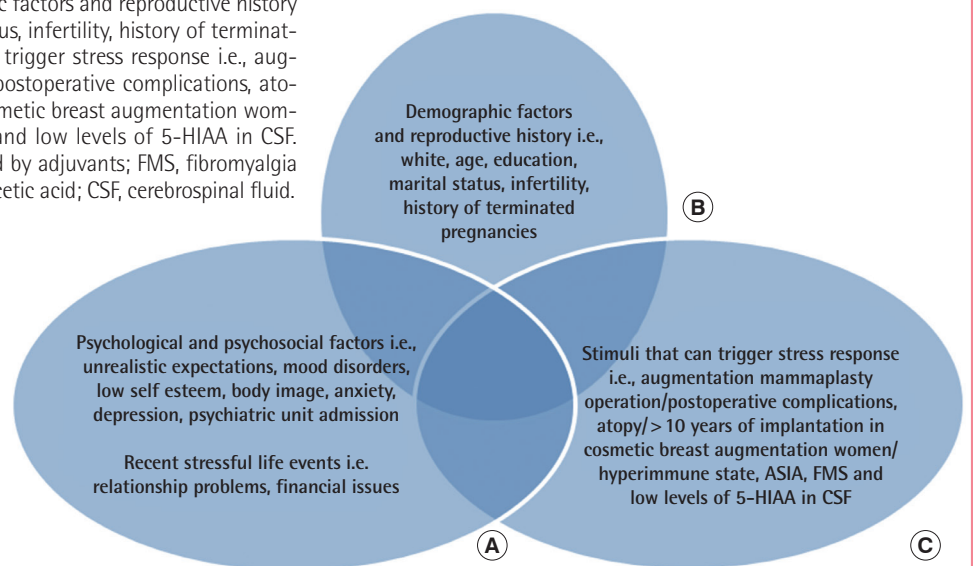 ic factors and reproductive history
tus, infertility, history of terminat-
trigger stress response i.e., aug-
postoperative complications, ato-
smetic breast augmentation wom-
and low levels of 5-HIAA in CSF.
d by adjuvants; FMS, fibromyalgia
cetic acid; CSF, cerebrospinal fluid.
Demographic factors
and reproductive history i.e.,
white, age, education,
marital status, infertility,
history of terminated
pregnancies
B
Psychological and psychosocial factors i.e.,
unrealistic expectations, mood disorders,
low self esteem, body image, anxiety,
depression, psychiatric unit admission
Recent stressful life events i.e.
relationship problems, financial issues
A
Stimuli that can trigger stress response
i.e., augmentation mammaplasty
operation/postoperative complications,
atopy/>10 years of implantation in
cosmetic breast augmentation women/
hyperimmune state, ASIA, FMS and
low levels of 5-HIAA in CSF
C